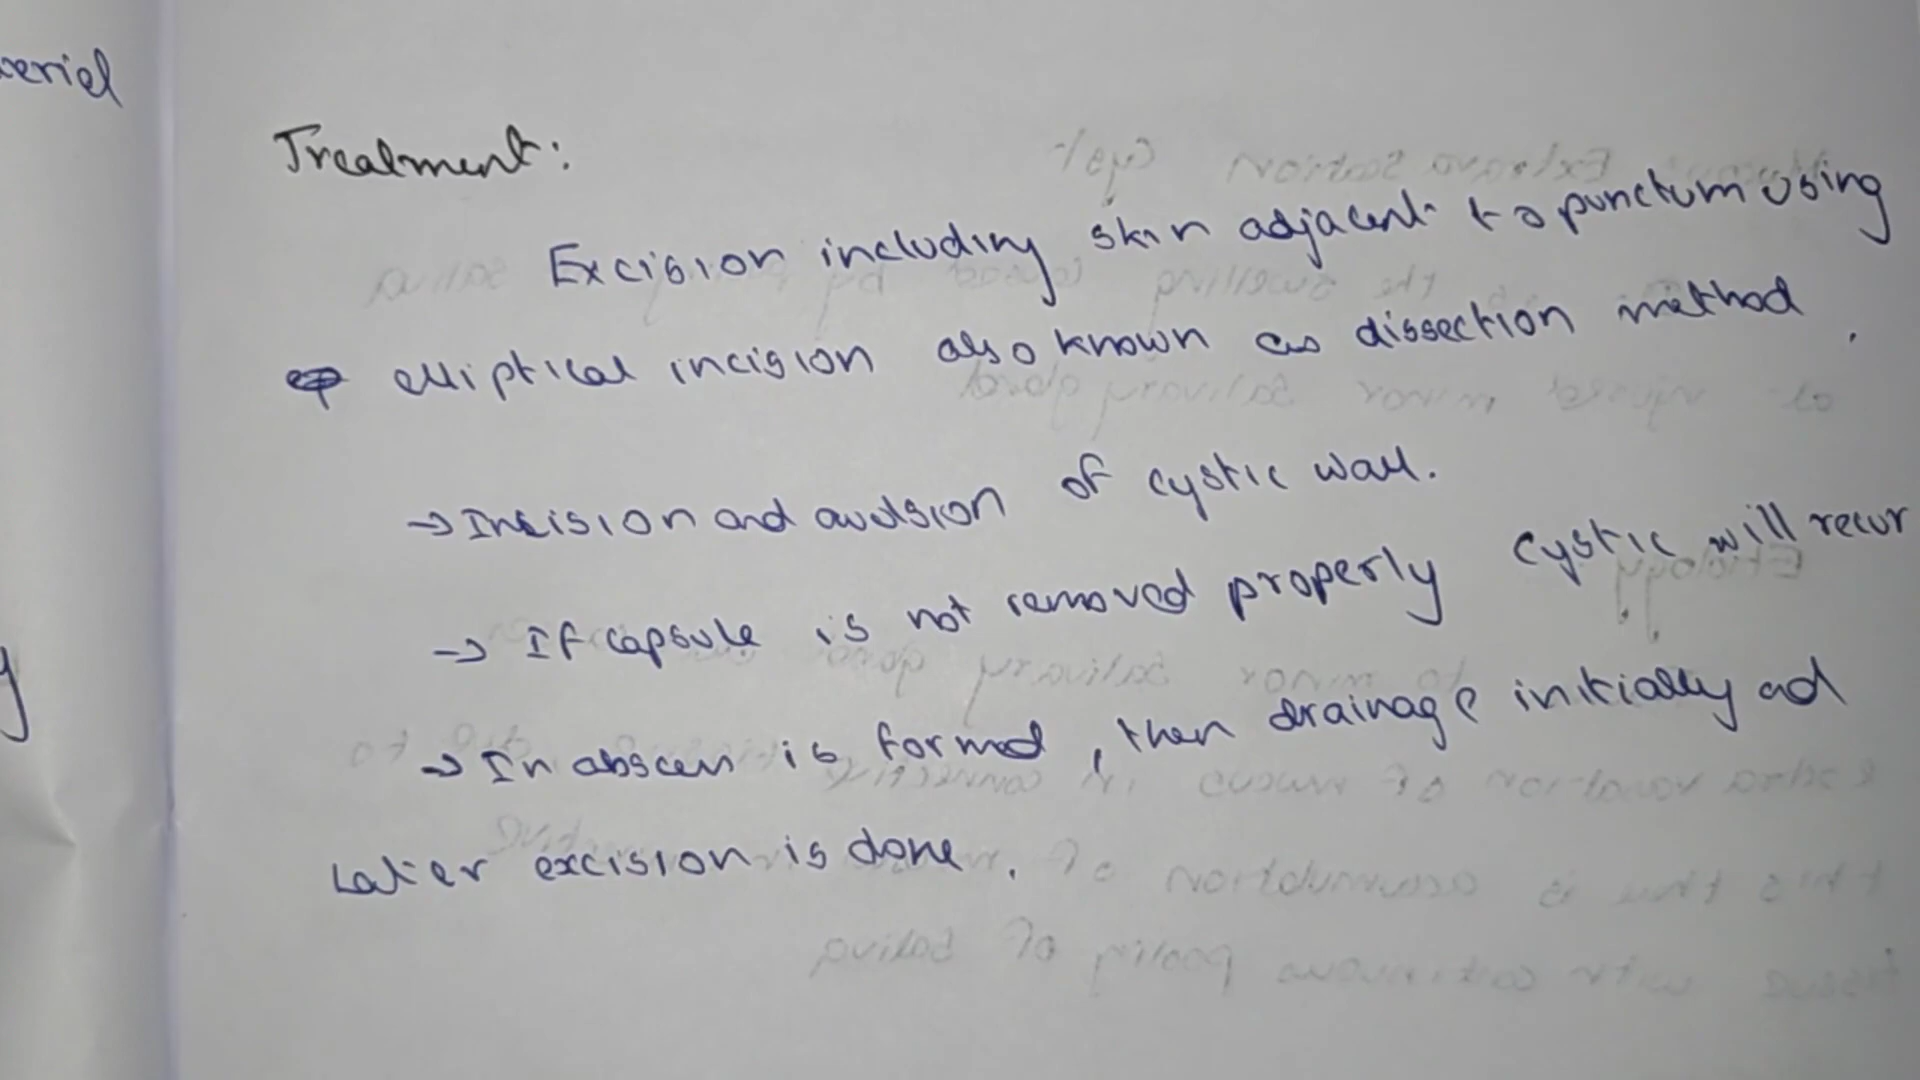 Treatment:
Excision including skin adjacent to punctum using
elliptical incision also known as dissection method.
→ Incision and avulsion of cystic wall.
→ If capsule is not removed properly cystic will recur
→ In abscess is formed, then drainage initially ad
Later excision is done.